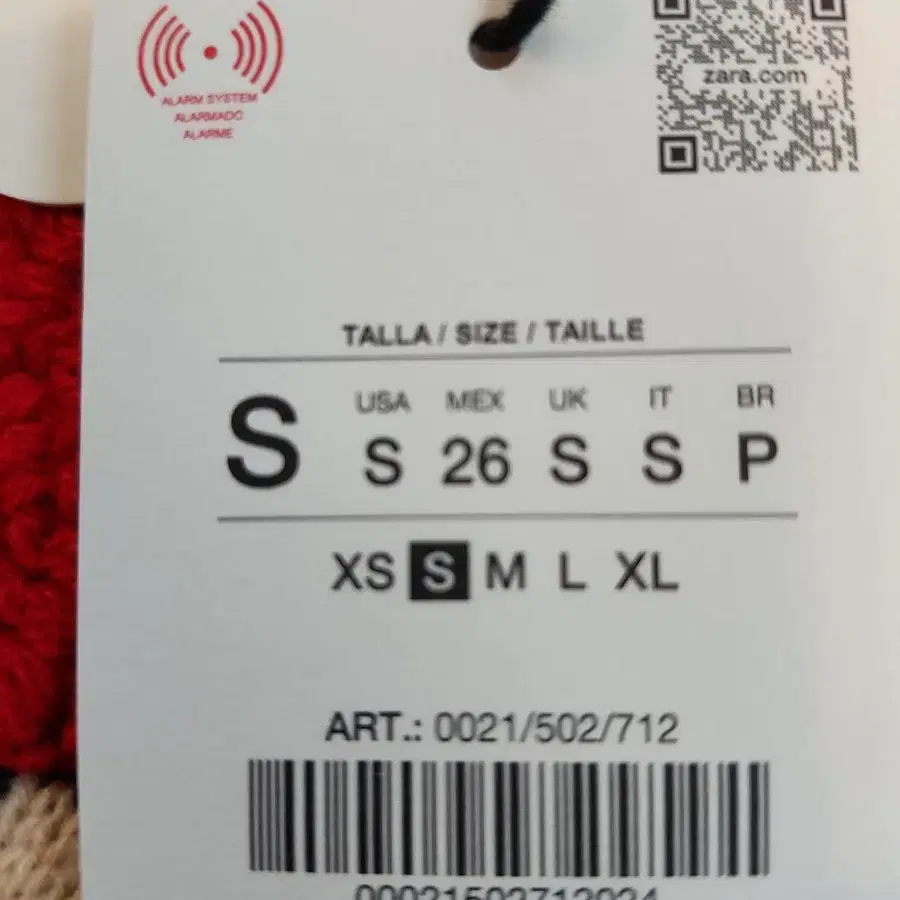 ALARM SYSTEM
ALARMADO
ALARME
zara.com
TALLA / SIZE / TAILLE
S
USA MEX UK IT BR
S 26 S S P
XS S M L XL
ART.: 0021/502/712